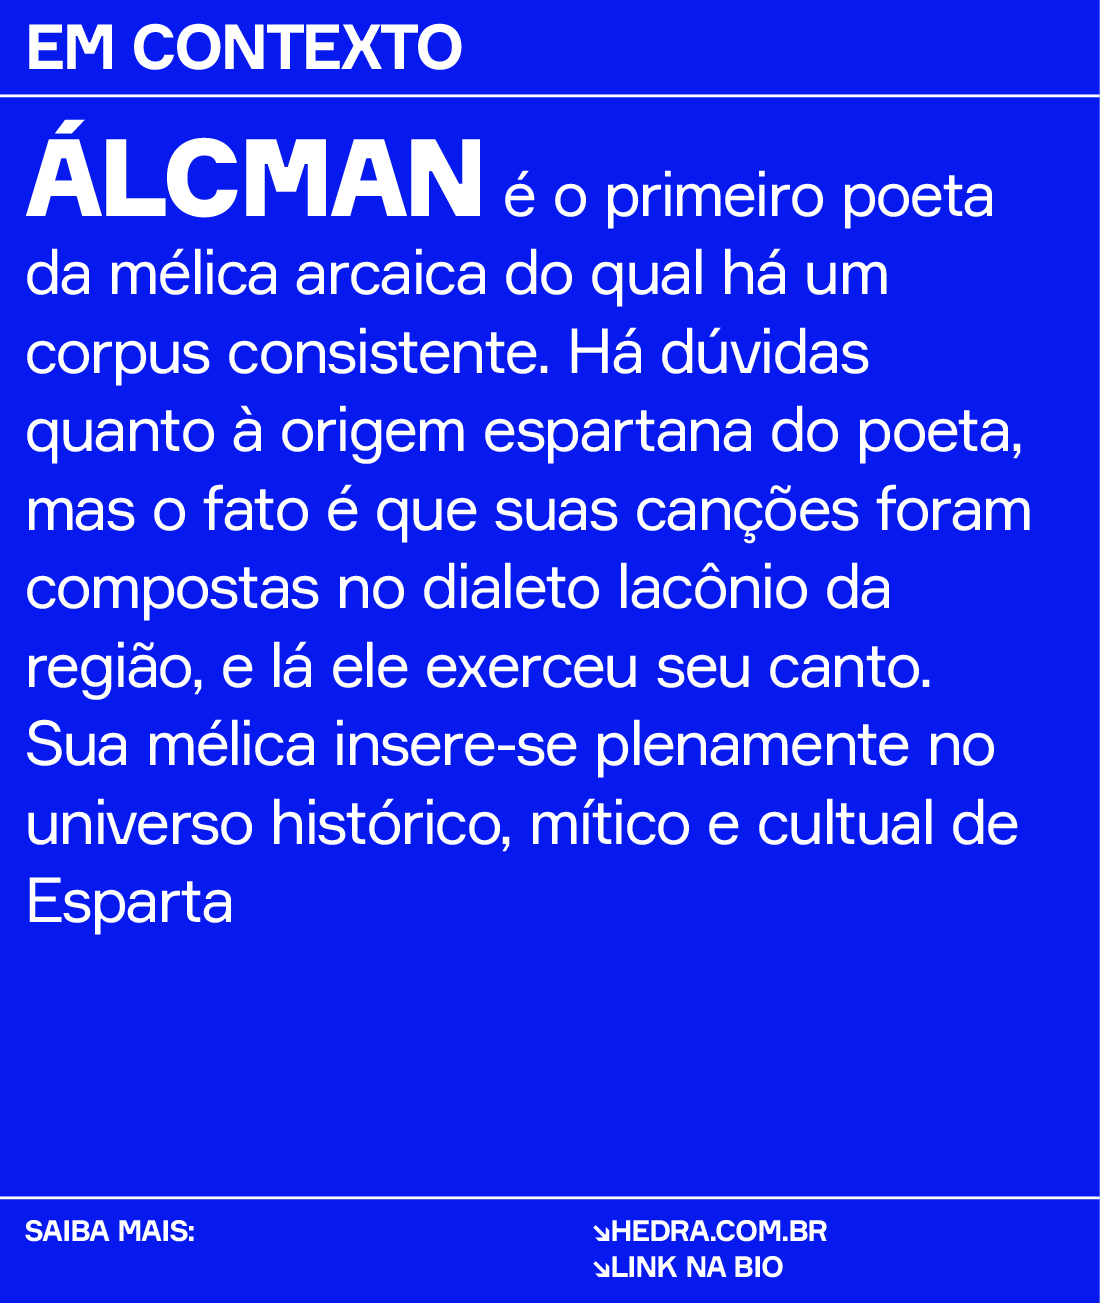 EM CONTEXTO
ÁLCMAN é o primeiro poeta
da mélica arcaica do qual há um
corpus consistente. Há dúvidas
quanto à origem espartana do poeta,
mas o fato é que suas canções foram
compostas no dialeto lacônio da
região, e lá ele exerceu seu canto.
Sua mélica insere-se plenamente no
universo histórico, mítico e cultual de
Esparta
SAIBA MAIS:
↘HEDRA.COM.BR
↘LINK NA BIO